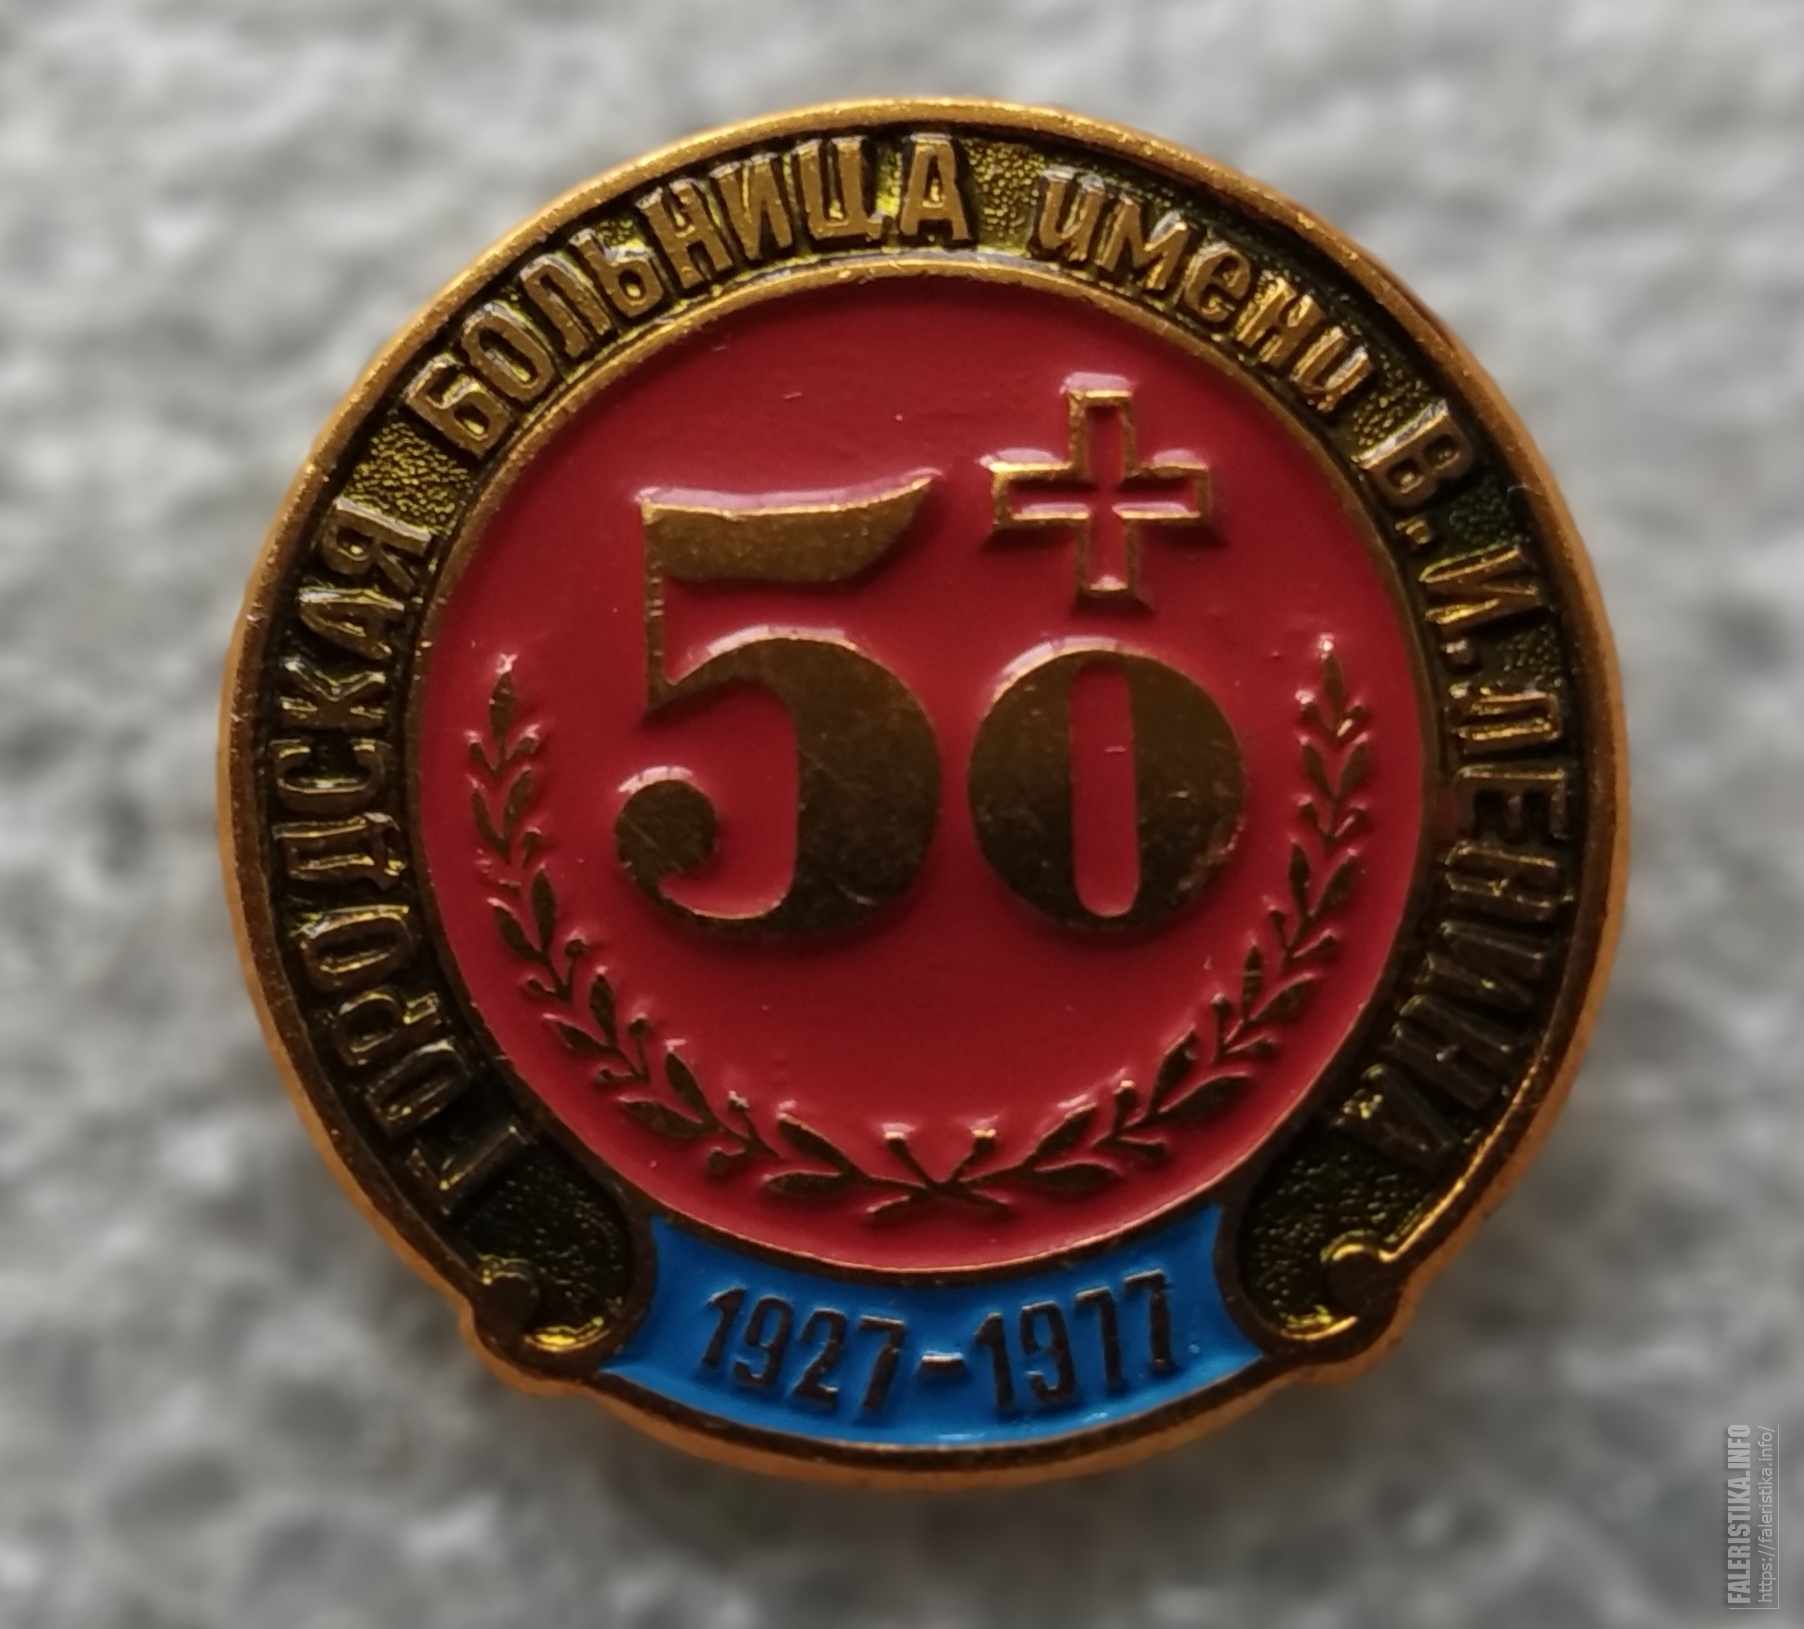 ГОРОДСКАЯ БОЛЬНИЦА имени В.И.ЛЕНИНА
50
1927-1977
FALERISTIKA.INFO
https://faleristika.info/